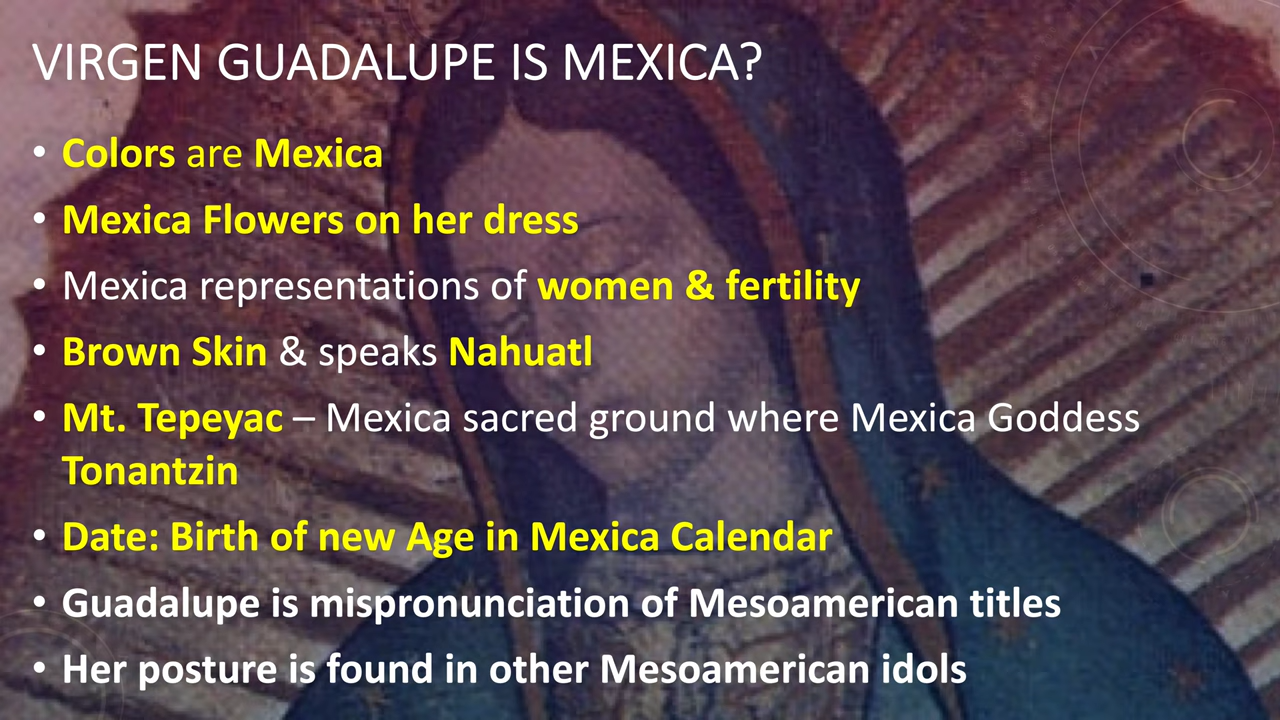 VIRGEN GUADALUPE IS MEXICA?
• Colors are Mexica
• Mexica Flowers on her dress
• Mexica representations of women & fertility
• Brown Skin & speaks Nahuatl
• Mt. Tepeyac – Mexica sacred ground where Mexica Goddess
Tonantzin
• Date: Birth of new Age in Mexica Calendar
• Guadalupe is mispronunciation of Mesoamerican titles
• Her posture is found in other Mesoamerican idols